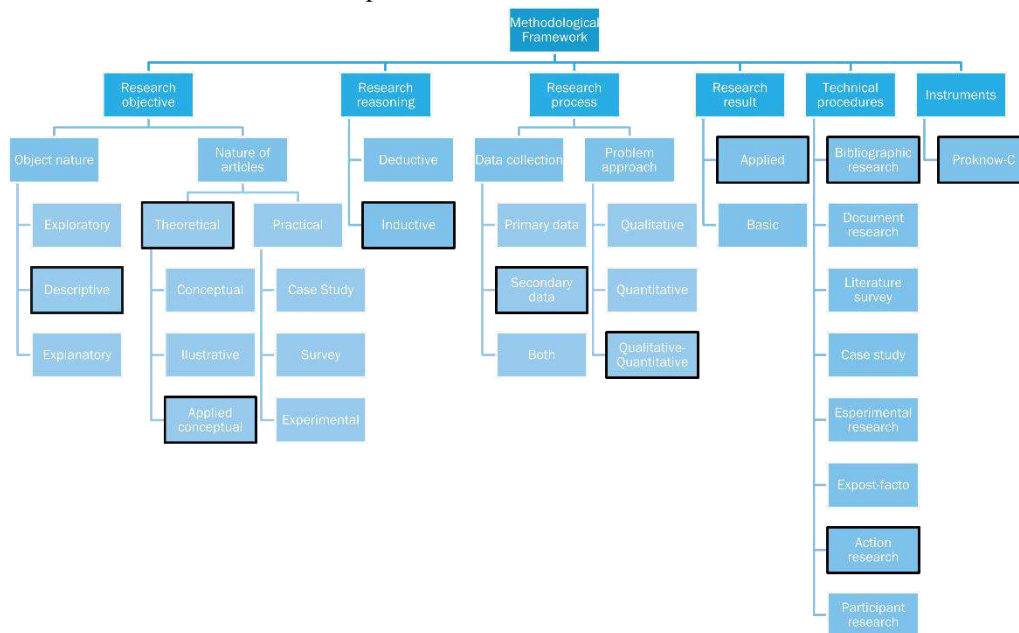 Methodological
Framework
Research
objective
Research
reasoning
Research
process
Research
result
Technical
procedures
Instruments
Object nature
Nature of
articles
Deductive
Data collection
Problem
approach
Applied
Bibliographic
research
Proknow-C
Exploratory
Theoretical
Practical
Inductive
Primary data
Qualitative
Basic
Document
research
Descriptive
Conceptual
Case Study
Secondary
data
Quantitative
Literature
survey
Explanatory
Ilustrative
Survey
Both
Qualitative-
Quantitative
Case study
Applied
conceptual
Experimental
Esperimental
research
Expost-facto
Action
research
Participant
research